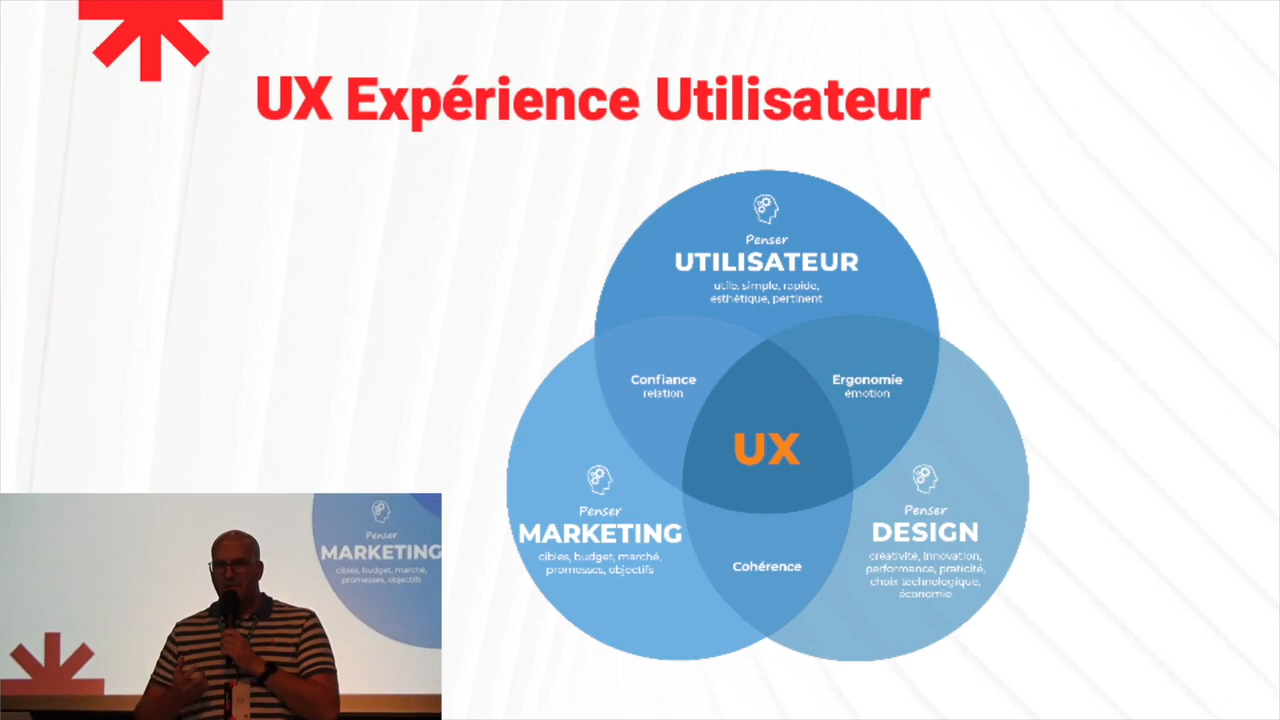 UX Expérience Utilisateur
Penser
UTILISATEUR
utile, simple, rapide,
esthétique, pertinent
Confiance
relation
Ergonomie
émotion
UX
Penser
MARKETING
cibles, budget, marché,
promesses, objectifs
Penser
DESIGN
créativité, innovation,
performance, praticité,
choix technologique,
économie
Cohérence
Penser
MARKETING
cibles, budget, marché,
promesses, objectifs